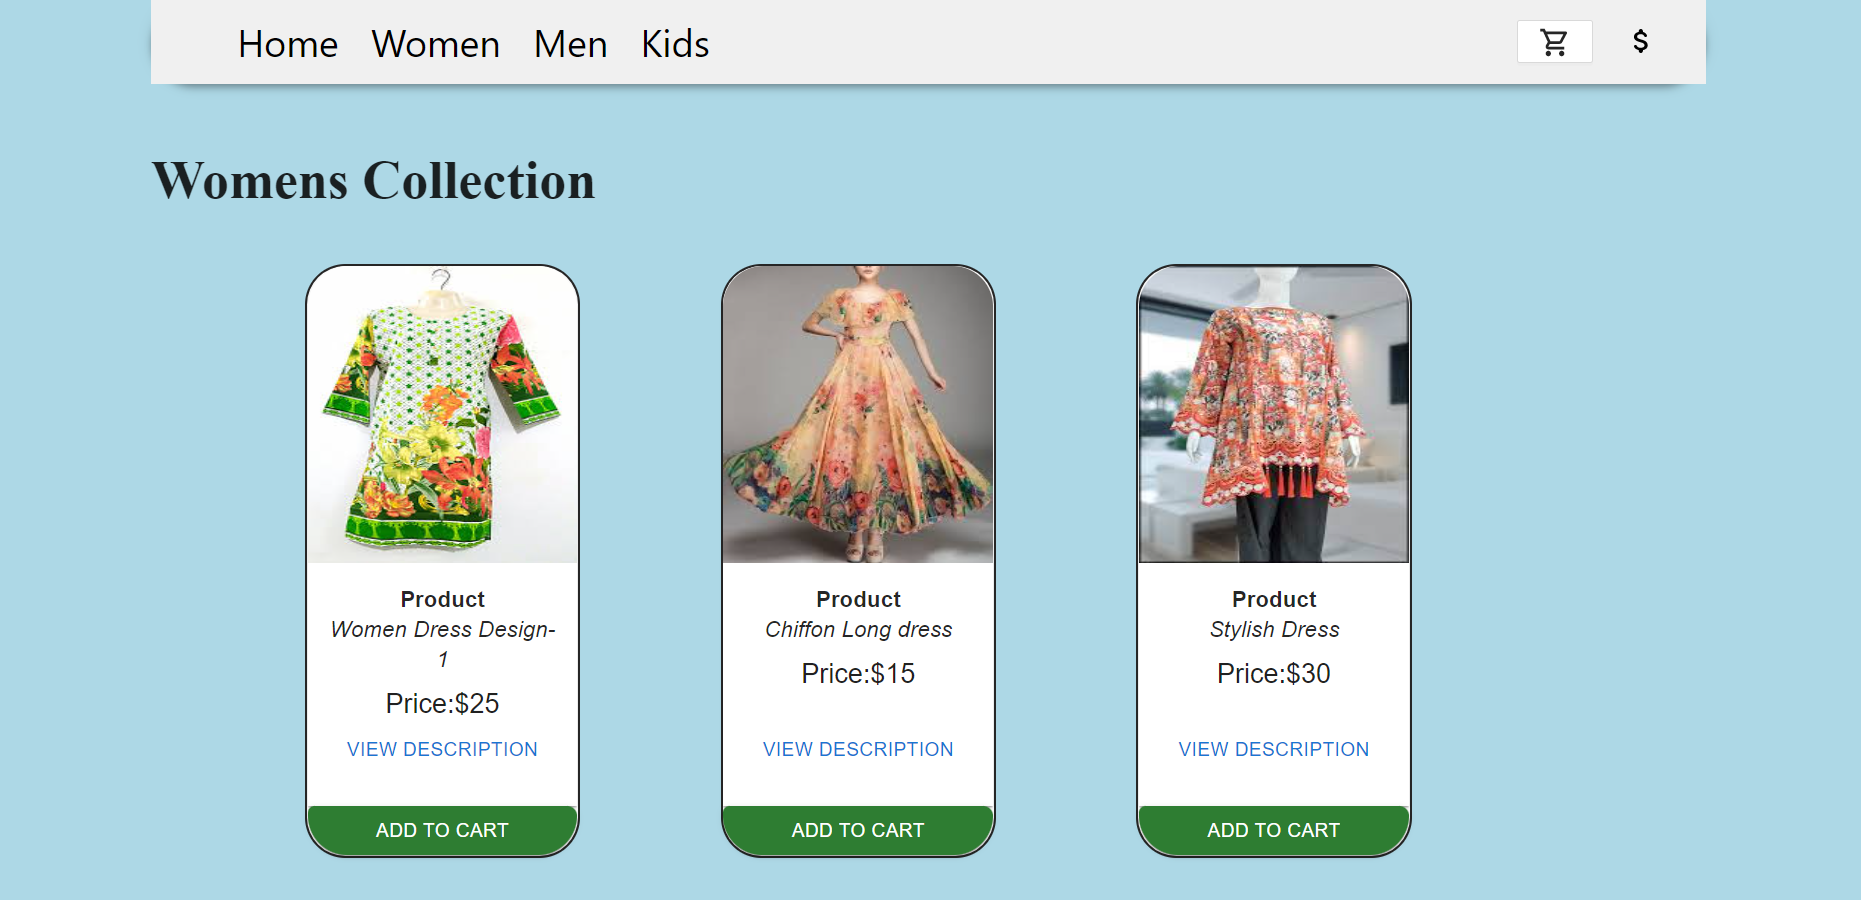 Home Women Men Kids $
Womens Collection
Product
Women Dress Design-
1
Price:$25
VIEW DESCRIPTION
ADD TO CART
Product
Chiffon Long dress
Price:$15
VIEW DESCRIPTION
ADD TO CART
Product
Stylish Dress
Price:$30
VIEW DESCRIPTION
ADD TO CART